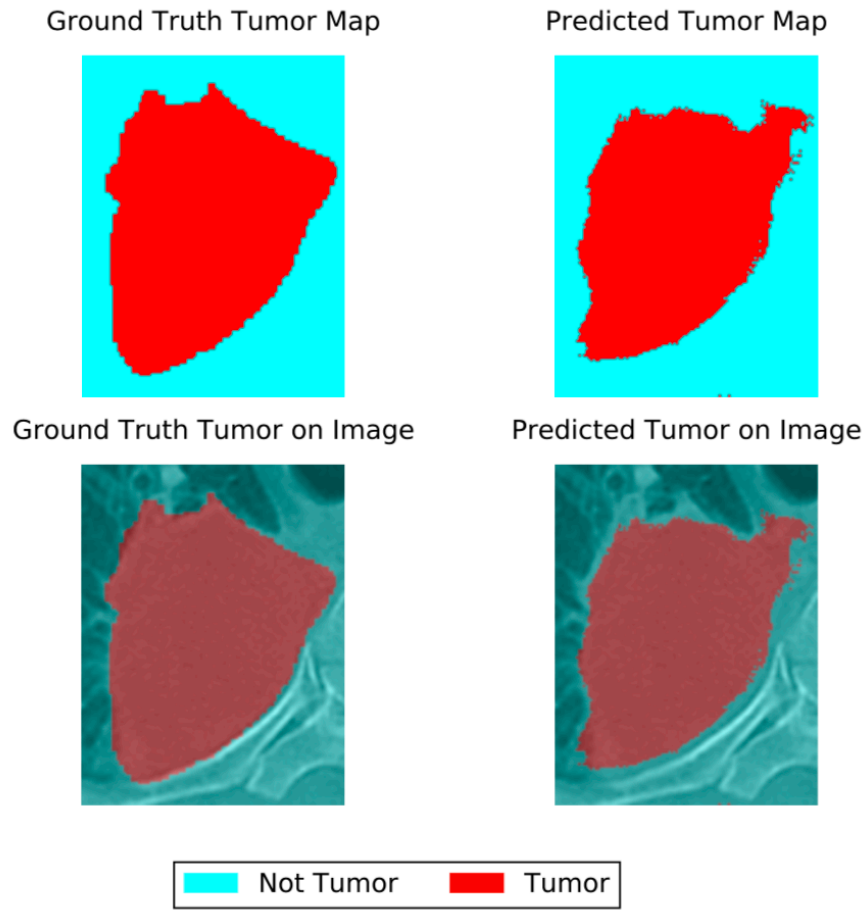 Ground Truth Tumor Map
Predicted Tumor Map
Ground Truth Tumor on Image
Predicted Tumor on Image
Not Tumor
Tumor